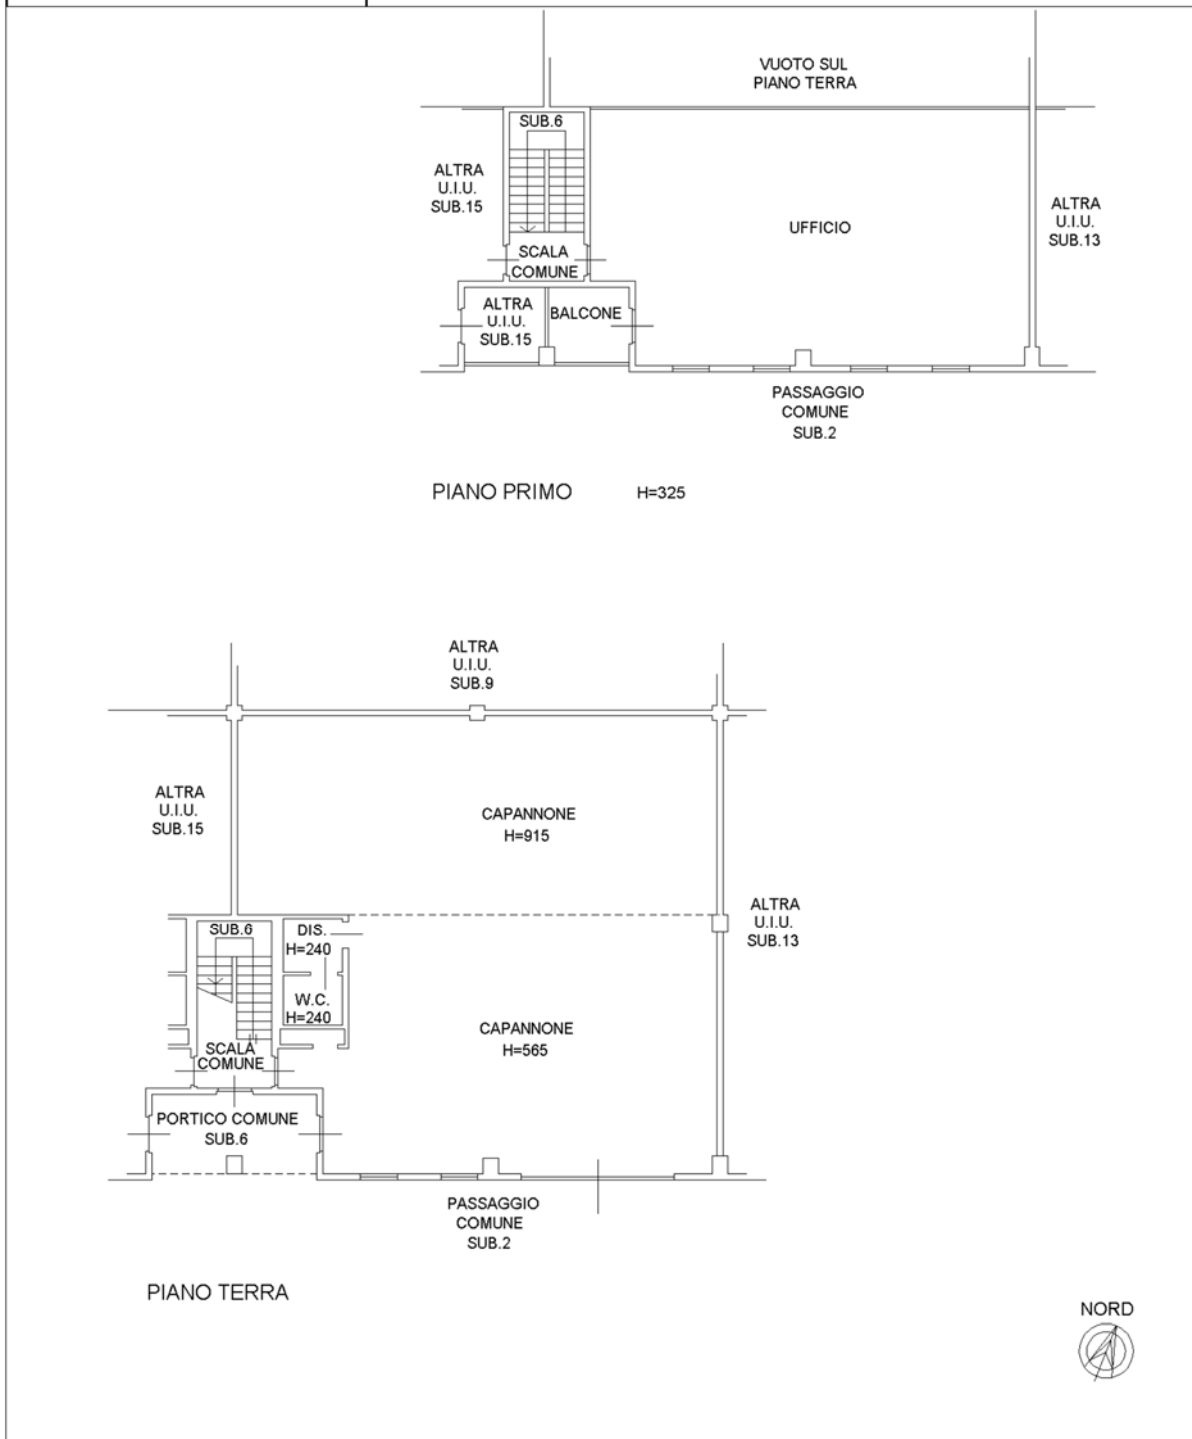 VUOTO SUL
PIANO TERRA
SUB.6
ALTRA
U.I.U.
SUB.15
UFFICIO
ALTRA
U.I.U.
SUB.13
SCALA
COMUNE
ALTRA
U.I.U.
SUB.15
BALCONE
PASSAGGIO
COMUNE
SUB.2
PIANO PRIMO H=325
ALTRA
U.I.U.
SUB.9
ALTRA
U.I.U.
SUB.15
CAPANNONE
H=915
ALTRA
U.I.U.
SUB.13
SUB.6
DIS.
H=240
W.C.
H=240
CAPANNONE
H=565
SCALA
COMUNE
PORTICO COMUNE
SUB.6
PASSAGGIO
COMUNE
SUB.2
PIANO TERRA
NORD